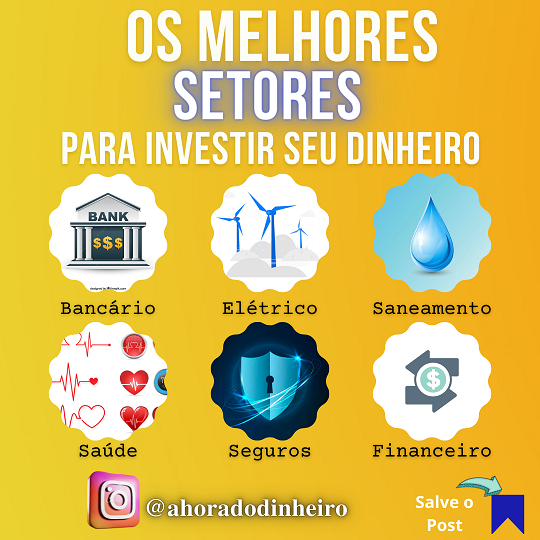 OS MELHORES
SETORES
PARA INVESTIR SEU DINHEIRO
BANK
$$$
Bancário
Elétrico
Saneamento
$
Saúde
Seguros
Financeiro
@ahoradodinheiro
Salve o
Post